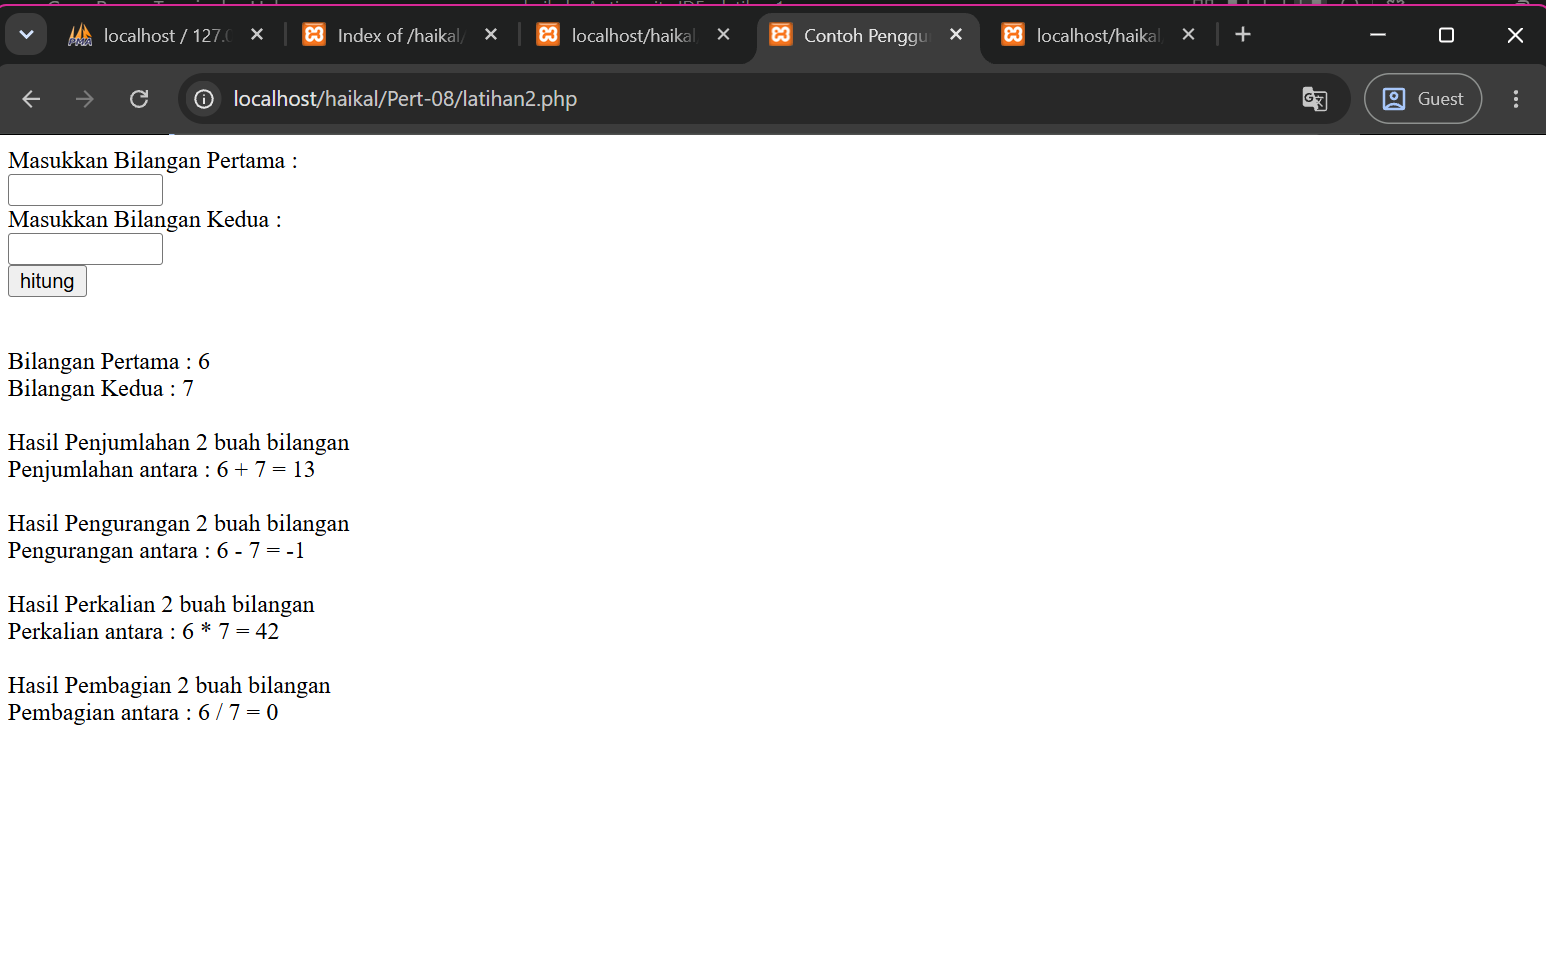 localhost / 127.0
Index of /haikal/
localhost/haikal
Contoh Penggu
localhost/haikal
localhost/haikal/Pert-08/latihan2.php
Guest
Masukkan Bilangan Pertama :
Masukkan Bilangan Kedua :
hitung
Bilangan Pertama : 6
Bilangan Kedua : 7
Hasil Penjumlahan 2 buah bilangan
Penjumlahan antara : 6 + 7 = 13
Hasil Pengurangan 2 buah bilangan
Pengurangan antara : 6 - 7 = -1
Hasil Perkalian 2 buah bilangan
Perkalian antara : 6 * 7 = 42
Hasil Pembagian 2 buah bilangan
Pembagian antara : 6 / 7 = 0